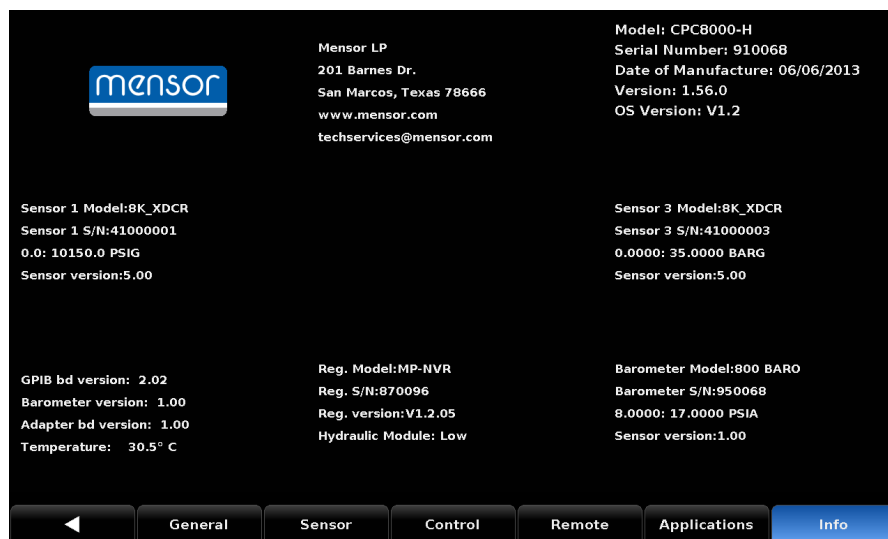 mensor
Mensor LP
201 Barnes Dr.
San Marcos, Texas 78666
www.mensor.com
techservices@mensor.com
Model: CPC8000-H
Serial Number: 910068
Date of Manufacture: 06/06/2013
Version: 1.56.0
OS Version: V1.2
Sensor 1 Model:8K_XDCR
Sensor 1 S/N:41000001
0.0: 10150.0 PSIG
Sensor version:5.00
Sensor 3 Model:8K_XDCR
Sensor 3 S/N:41000003
0.0000: 35.0000 BARG
Sensor version:5.00
GPIB bd version: 2.02
Barometer version: 1.00
Adapter bd version: 1.00
Temperature: 30.5° C
Reg. Model:MP-NVR
Reg. S/N:870096
Reg. version:V1.2.05
Hydraulic Module: Low
Barometer Model:800 BARO
Barometer S/N:950068
8.0000: 17.0000 PSIA
Sensor version:1.00
General Sensor Control Remote Applications Info